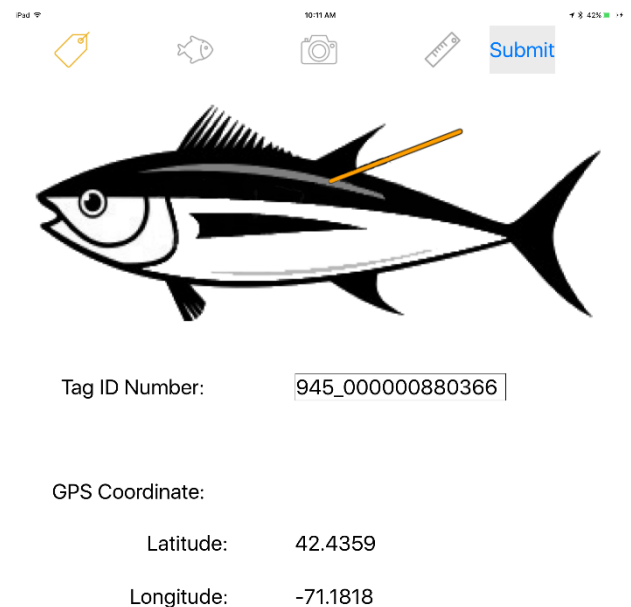 iPad 10:11 AM 42%
Submit
Tag ID Number: 945_000000880366
GPS Coordinate:
Latitude: 42.4359
Longitude: -71.1818